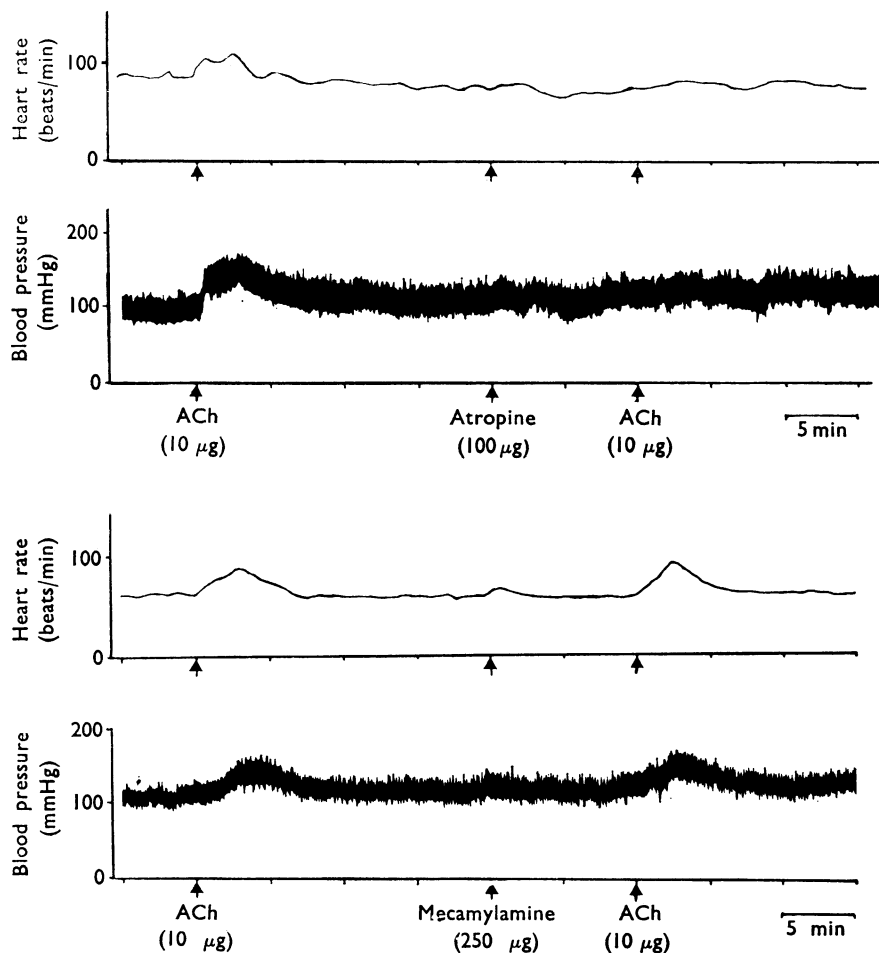 Heart rate
(beats/min)
100
0
Blood pressure
(mmHg)
200
100
0
ACh
(10 μg)
Atropine
(100 μg)
ACh
(10 μg)
5 min
Heart rate
(beats/min)
100
0
Blood pressure
(mmHg)
200
100
0
ACh
(10 μg)
Mecamylamine
(250 μg)
ACh
(10 μg)
5 min